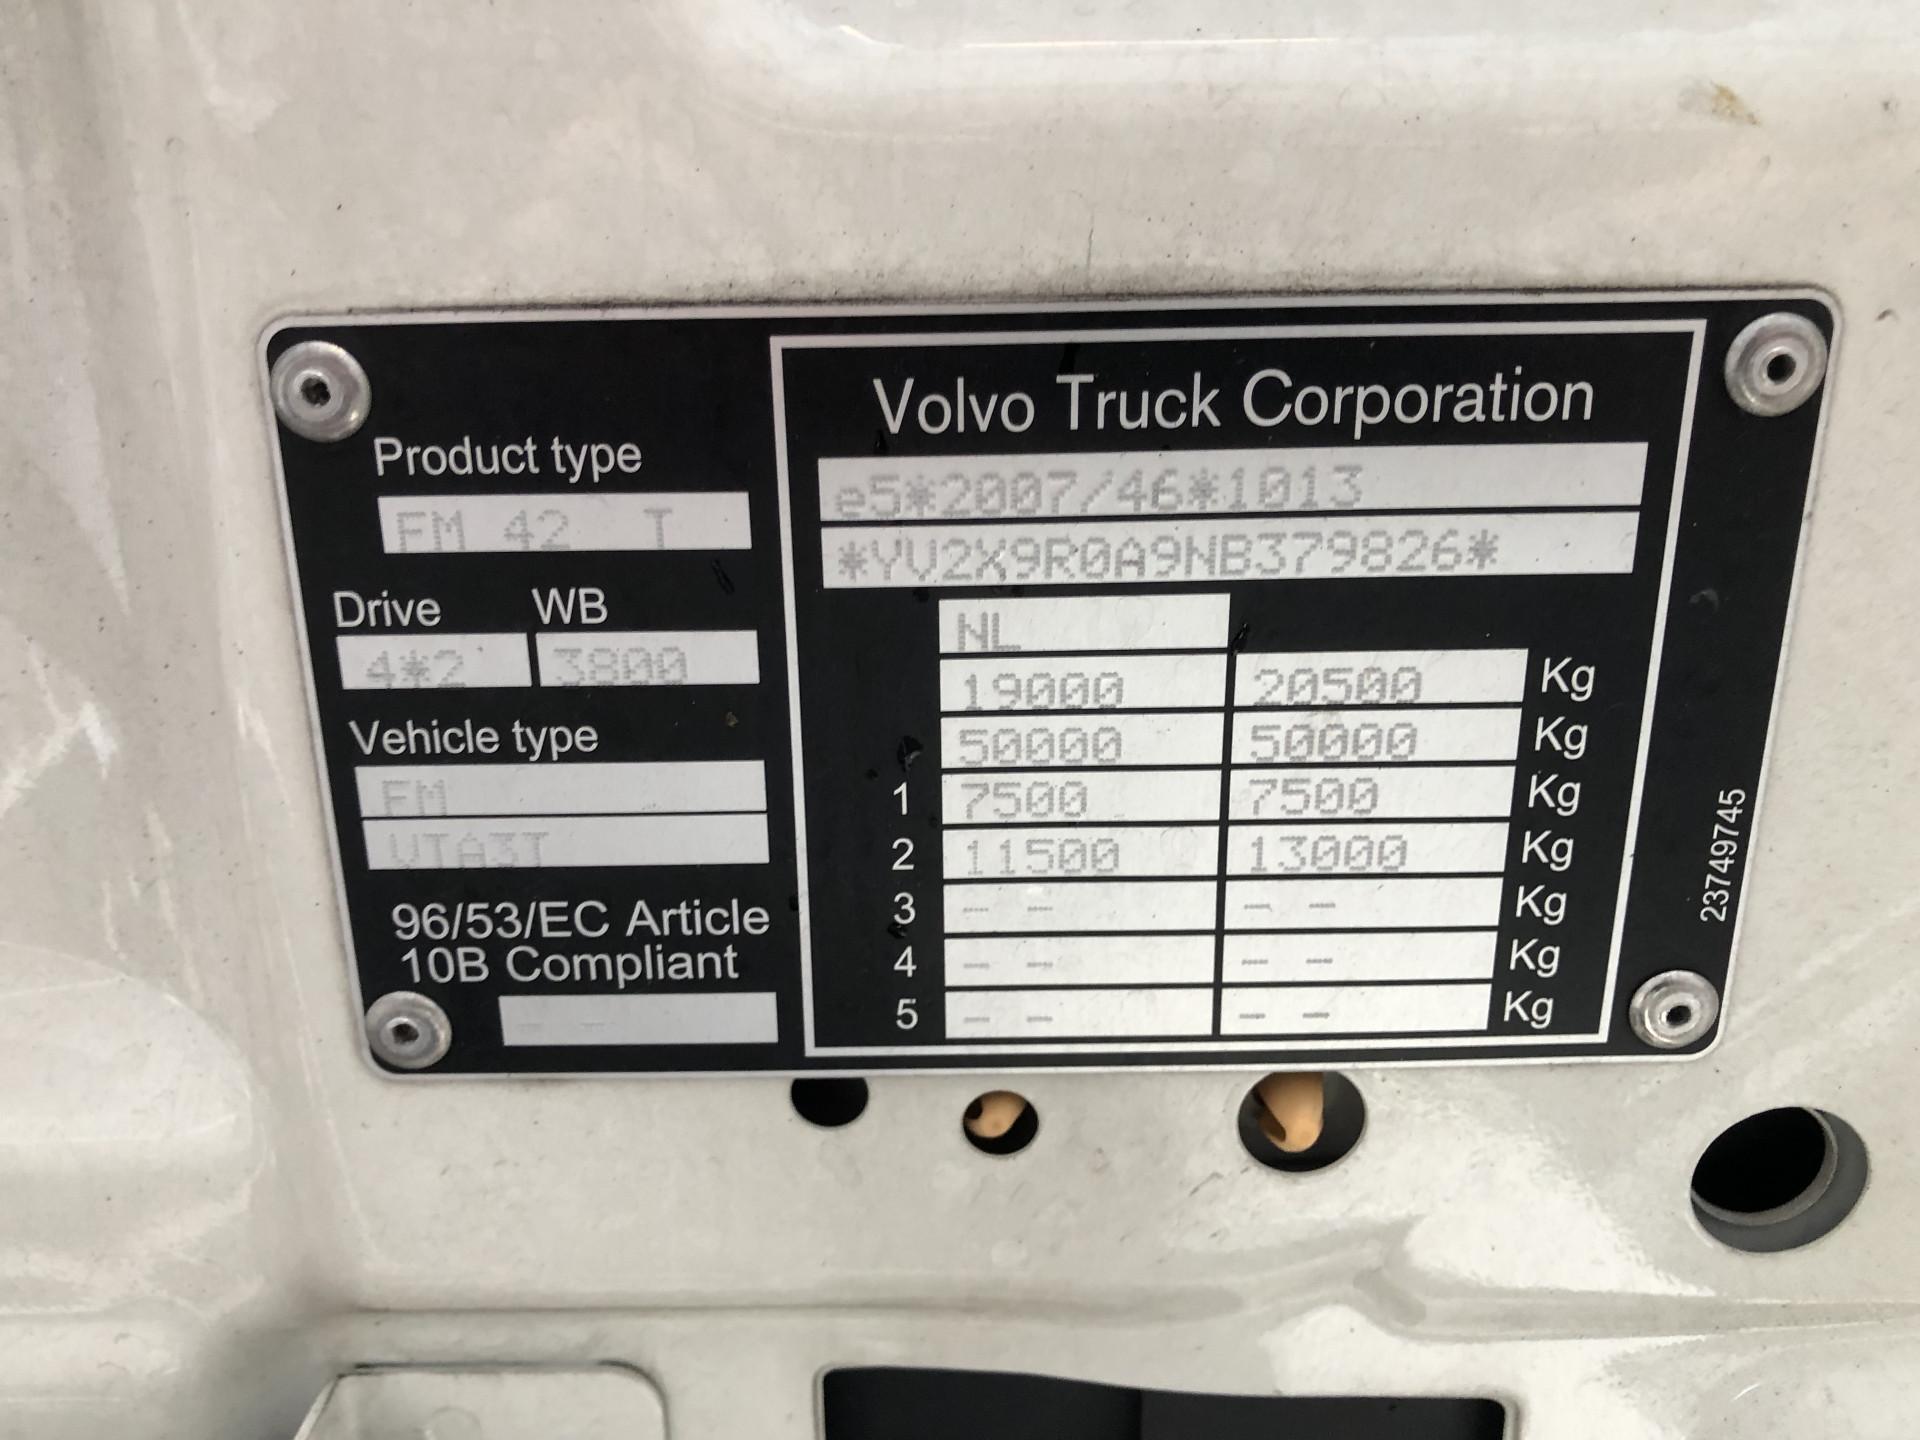 Product type
FM 42 T
Drive WB
4*2 3800
Vehicle type
FM
VTA3T
96/53/EC Article
10B Compliant
- -
Volvo Truck Corporation
e5*2007/46*1013
*YV2X9R0A9NB379826*
NL
19000 20500 Kg
50000 50000 Kg
1 7500 7500 Kg
2 11500 13000 Kg
3 - - - - Kg
4 - - - - Kg
5 - - - - Kg
23749745